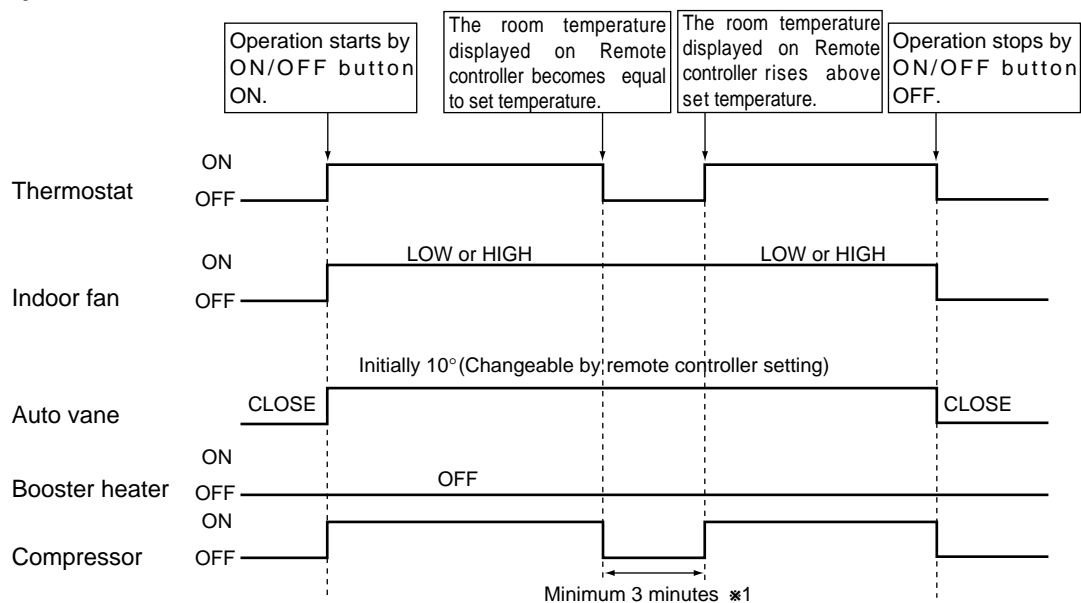 Operation starts by
ON/OFF button
ON.
The room temperature
displayed on Remote
controller becomes equal
to set temperature.
The room temperature
displayed on Remote
controller rises above
set temperature.
Operation stops by
ON/OFF button
OFF.
Thermostat
ON
OFF
Indoor fan
ON
OFF
LOW or HIGH
LOW or HIGH
Initially 10° (Changeable by remote controller setting)
Auto vane
CLOSE
CLOSE
Booster heater
ON
OFF
OFF
Compressor
ON
OFF
Minimum 3 minutes ※1